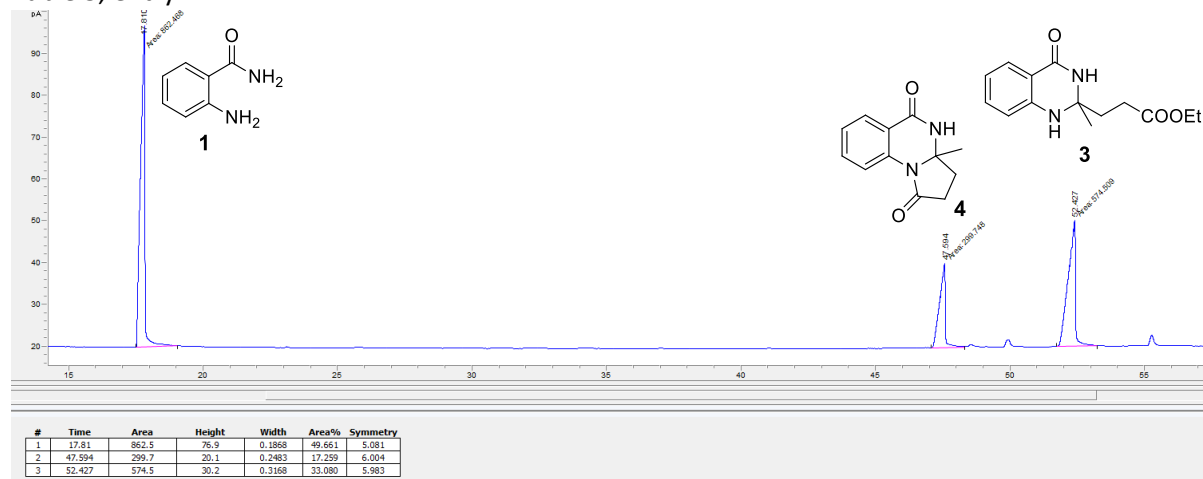 pA
90
80
70
60
50
40
30
20
17.810
Area: 862.468
O
NH2
NH2
1
O
NH
N
O
4
O
NH
N
H
COOEt
3
47.594
Area: 299.748
52.427
Area: 574.509
15 20 25 30 35 40 45 50 55
# Time Area Height Width Area% Symmetry
1 17.81 862.5 76.9 0.1868 49.661 5.081
2 47.594 299.7 20.1 0.2483 17.259 6.004
3 52.427 574.5 30.2 0.3168 33.080 5.983